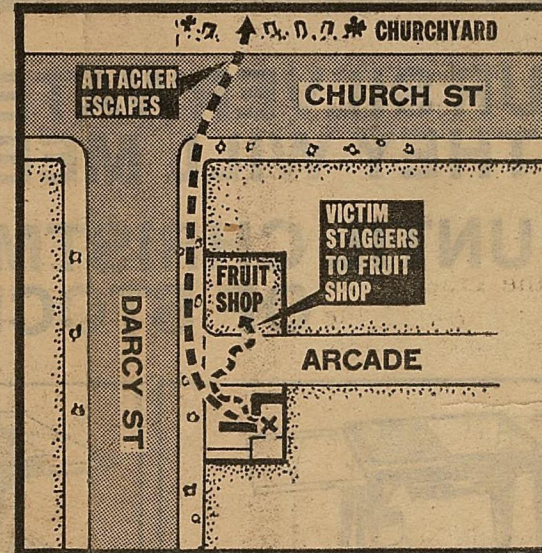 CHURCHYARD
ATTACKER
ESCAPES
CHURCH ST
VICTIM
STAGGERS
TO FRUIT
SHOP
FRUIT
SHOP
ARCADE
DARCY ST